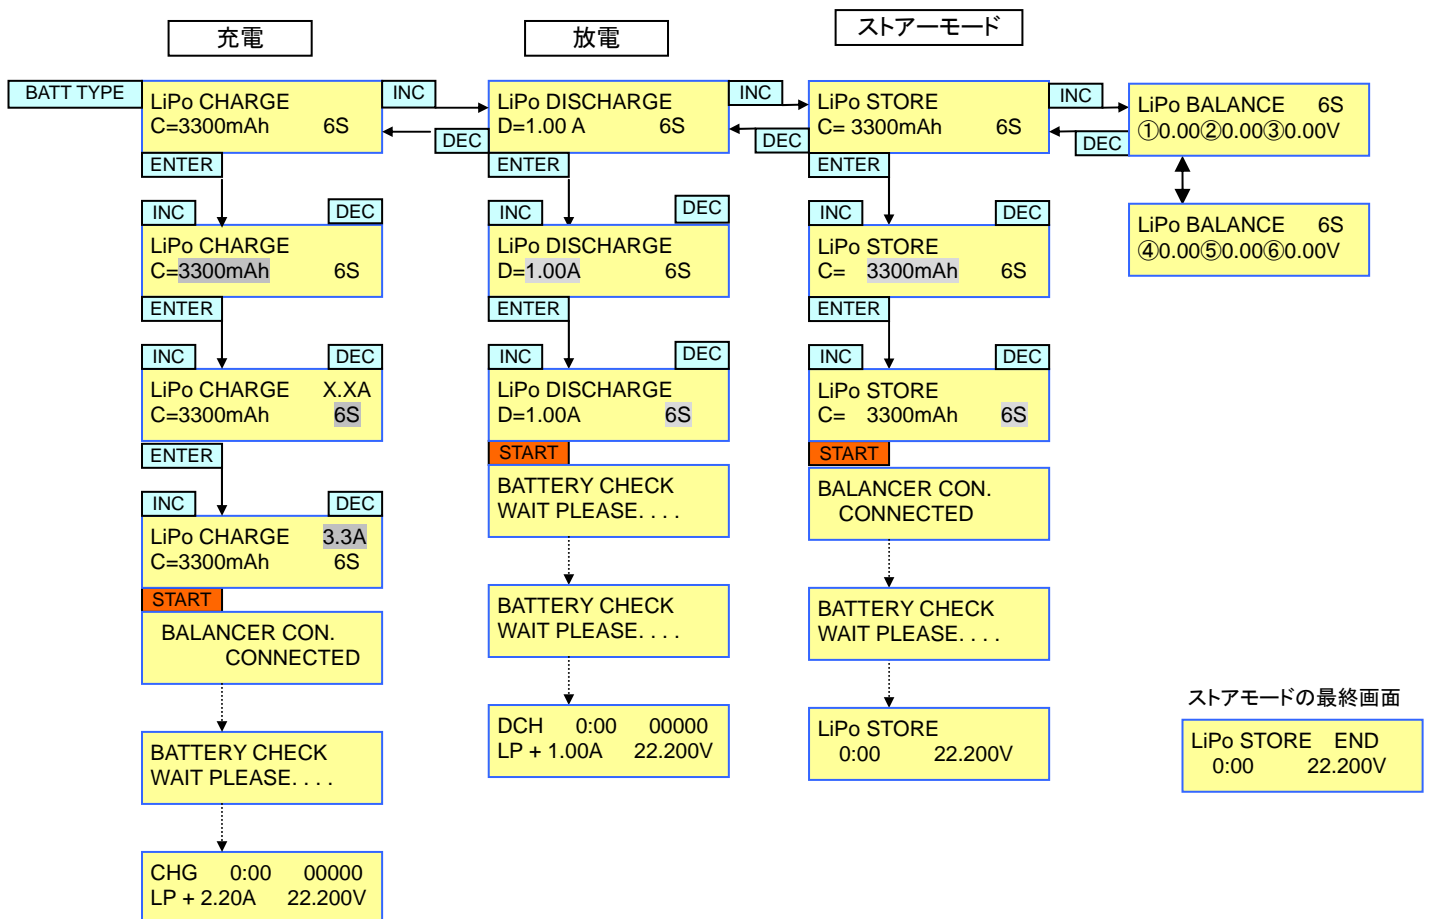 充電
放電
ストアーモード
BATT TYPE
LiPo CHARGE
C=3300mAh 6S
INC
DEC
LiPo DISCHARGE
D=1.00 A 6S
INC
DEC
LiPo STORE
C= 3300mAh 6S
INC
DEC
LiPo BALANCE 6S
①0.00②0.00③0.00V
LiPo BALANCE 6S
④0.00⑤0.00⑥0.00V
ENTER
INC DEC
LiPo CHARGE
C=3300mAh 6S
ENTER
INC DEC
LiPo CHARGE X.XA
C=3300mAh 6S
ENTER
INC DEC
LiPo CHARGE 3.3A
C=3300mAh 6S
START
BALANCER CON.
CONNECTED
BATTERY CHECK
WAIT PLEASE. . . .
CHG 0:00 00000
LP + 2.20A 22.200V
ENTER
INC DEC
LiPo DISCHARGE
D=1.00A 6S
ENTER
INC DEC
LiPo DISCHARGE
D=1.00A 6S
START
BATTERY CHECK
WAIT PLEASE. . . .
BATTERY CHECK
WAIT PLEASE. . . .
DCH 0:00 00000
LP + 1.00A 22.200V
ENTER
INC DEC
LiPo STORE
C= 3300mAh 6S
ENTER
INC DEC
LiPo STORE
C= 3300mAh 6S
START
BALANCER CON.
CONNECTED
BATTERY CHECK
WAIT PLEASE. . . .
LiPo STORE
0:00 22.200V
ストアモードの最終画面
LiPo STORE END
0:00 22.200V